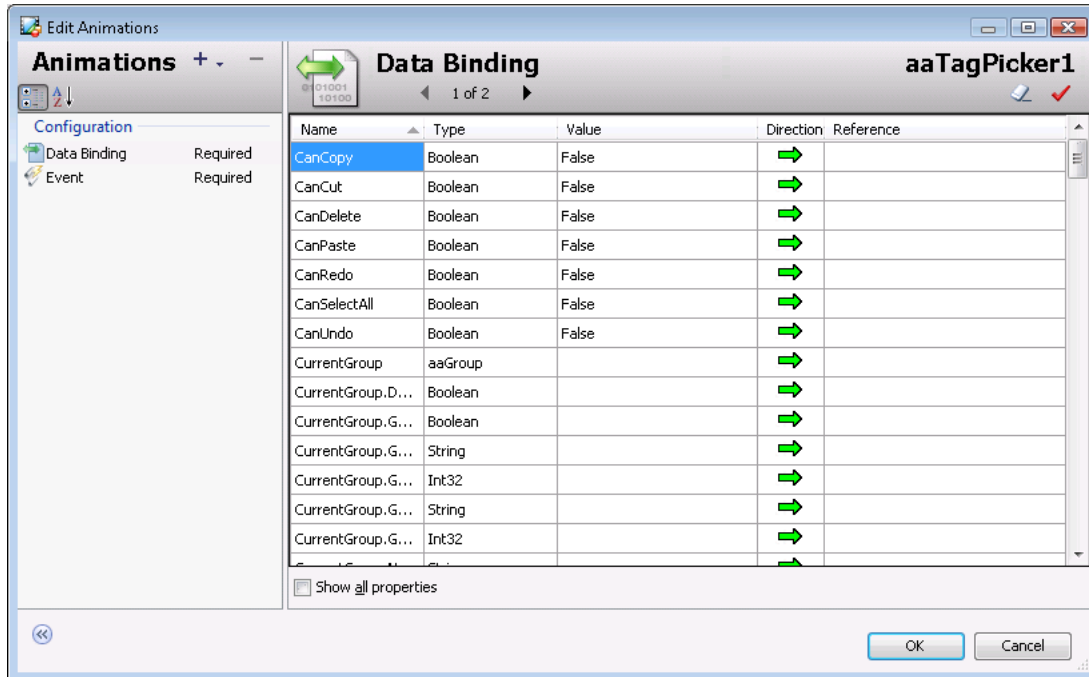 Edit Animations
Animations
Data Binding
aaTagPicker1
1 of 2
Configuration
Data Binding Required
Event Required
Name Type Value Direction Reference
CanCopy Boolean False
CanCut Boolean False
CanDelete Boolean False
CanPaste Boolean False
CanRedo Boolean False
CanSelectAll Boolean False
CanUndo Boolean False
CurrentGroup aaGroup
CurrentGroup.D... Boolean
CurrentGroup.G... Boolean
CurrentGroup.G... String
CurrentGroup.G... Int32
CurrentGroup.G... String
CurrentGroup.G... Int32
Show all properties
OK Cancel